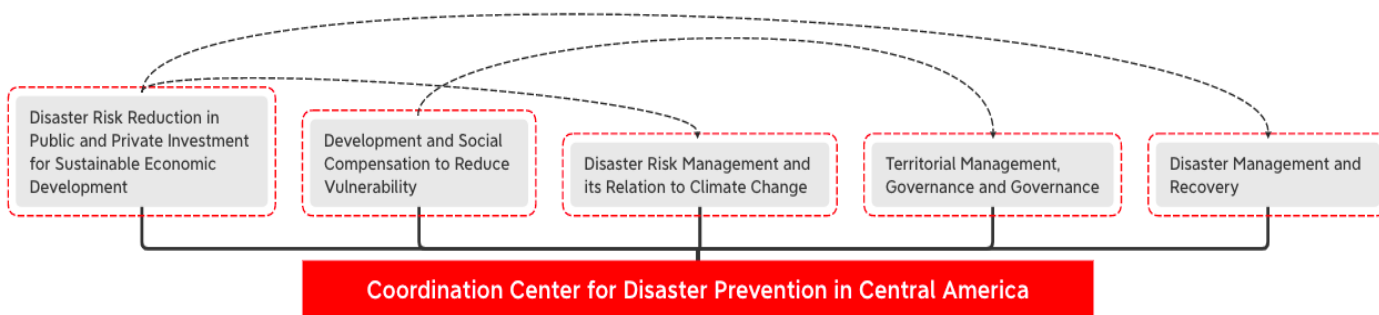 Disaster Risk Reduction in
Public and Private Investment
for Sustainable Economic
Development
Development and Social
Compensation to Reduce
Vulnerability
Disaster Risk Management and
its Relation to Climate Change
Territorial Management,
Governance and Governance
Disaster Management and
Recovery
Coordination Center for Disaster Prevention in Central America